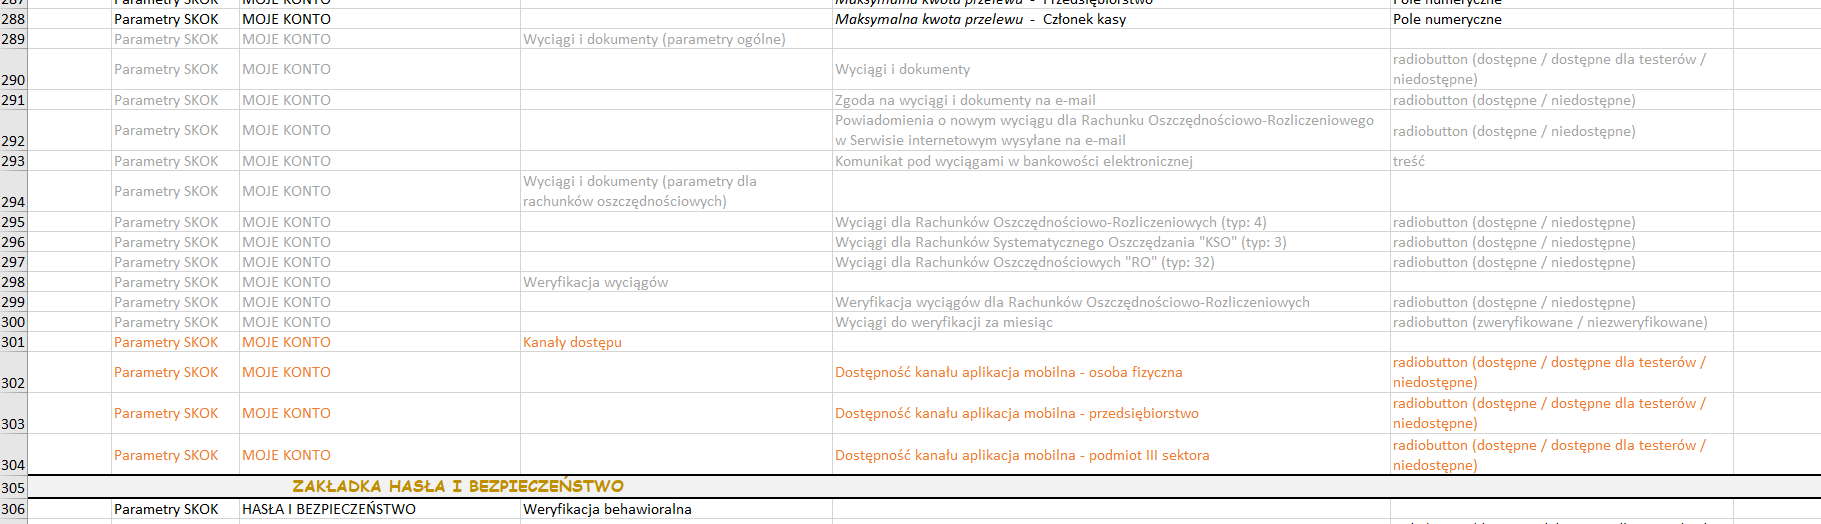 287 Parametry SKOK MOJE KONTO Maksymalna kwota przelewu - Przedsiębiorstwo Pole numeryczne
288 Parametry SKOK MOJE KONTO Maksymalna kwota przelewu - Członek kasy Pole numeryczne
289 Parametry SKOK MOJE KONTO Wyciągi i dokumenty (parametry ogólne)
290 Parametry SKOK MOJE KONTO Wyciągi i dokumenty radiobutton (dostępne / dostępne dla testerów /
niedostępne)
291 Parametry SKOK MOJE KONTO Zgoda na wyciągi i dokumenty na e-mail radiobutton (dostępne / niedostępne)
292 Parametry SKOK MOJE KONTO Powiadomienia o nowym wyciągu dla Rachunku Oszczędnościowo-Rozliczeniowego
w Serwisie internetowym wysyłane na e-mail radiobutton (dostępne / niedostępne)
293 Parametry SKOK MOJE KONTO Komunikat pod wyciągami w bankowości elektronicznej treść
294 Parametry SKOK MOJE KONTO Wyciągi i dokumenty (parametry dla
rachunków oszczędnościowych)
295 Parametry SKOK MOJE KONTO Wyciągi dla Rachunków Oszczędnościowo-Rozliczeniowych (typ: 4) radiobutton (dostępne / niedostępne)
296 Parametry SKOK MOJE KONTO Wyciągi dla Rachunków Systematycznego Oszczędzania "KSO" (typ: 3) radiobutton (dostępne / niedostępne)
297 Parametry SKOK MOJE KONTO Wyciągi dla Rachunków Oszczędnościowych "RO" (typ: 32) radiobutton (dostępne / niedostępne)
298 Parametry SKOK MOJE KONTO Weryfikacja wyciągów
299 Parametry SKOK MOJE KONTO Weryfikacja wyciągów dla Rachunków Oszczędnościowo-Rozliczeniowych radiobutton (dostępne / niedostępne)
300 Parametry SKOK MOJE KONTO Wyciągi do weryfikacji za miesiąc radiobutton (zweryfikowane / niezweryfikowane)
301 Parametry SKOK MOJE KONTO Kanały dostępu
302 Parametry SKOK MOJE KONTO Dostępność kanału aplikacja mobilna - osoba fizyczna radiobutton (dostępne / dostępne dla testerów /
niedostępne)
303 Parametry SKOK MOJE KONTO Dostępność kanału aplikacja mobilna - przedsiębiorstwo radiobutton (dostępne / dostępne dla testerów /
niedostępne)
304 Parametry SKOK MOJE KONTO Dostępność kanału aplikacja mobilna - podmiot III sektora radiobutton (dostępne / dostępne dla testerów /
niedostępne)
305 ZAKŁADKA HASŁA I BEZPIECZEŃSTWO
306 Parametry SKOK HASŁA I BEZPIECZEŃSTWO Weryfikacja behawioralna